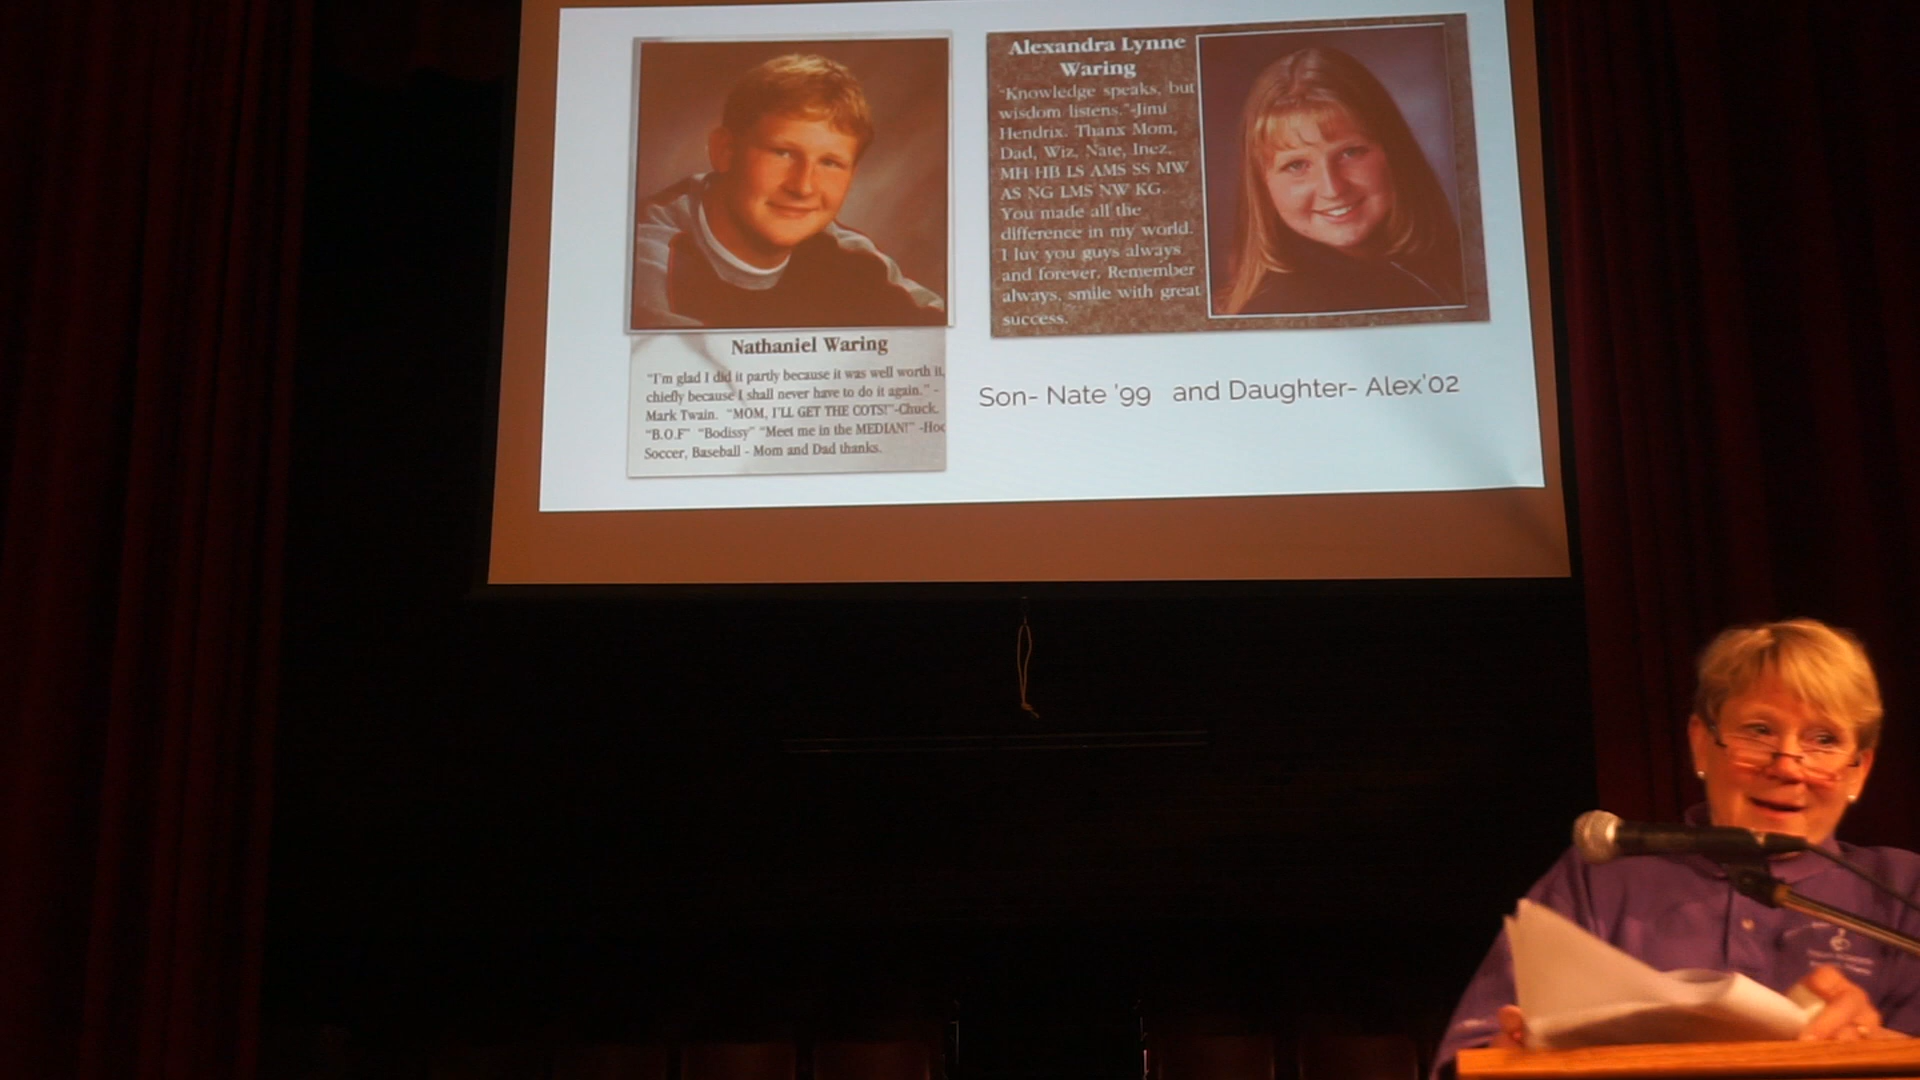 Alexandra Lynne
Waring
"Knowledge speaks, but
wisdom listens."-Jimi
Hendrix. Thanx Mom,
Dad, Wiz, Nate, Inez,
MH HB LS AMS SS MW
AS NG LMS NW KG.
You made all the
difference in my world.
I luv you guys always
and forever. Remember
always, smile with great
success.
Nathaniel Waring
"I'm glad I did it partly because it was well worth it,
chiefly because I shall never have to do it again." -
Mark Twain. "MOM, I'LL GET THE COTS!"-Chuck.
"B.O.F" "Bodissy" "Meet me in the MEDIAN!" -Hoc
Soccer, Baseball - Mom and Dad thanks.
Son- Nate '99 and Daughter- Alex'02